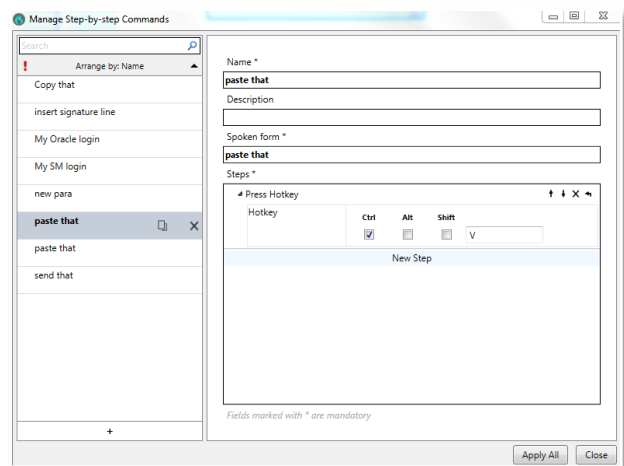 Manage Step-by-step Commands
Search
! Arrange by: Name
Copy that
insert signature line
My Oracle login
My SM login
new para
paste that
paste that
send that
+
Name *
paste that
Description
Spoken form *
paste that
Steps *
Press Hotkey
Hotkey Ctrl Alt Shift
V
New Step
Fields marked with * are mandatory
Apply All Close